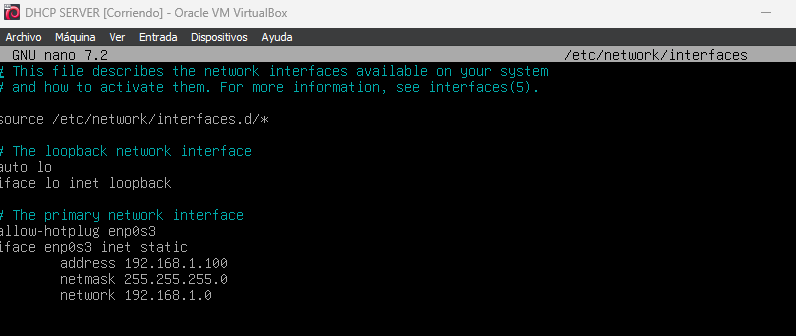 DHCP SERVER [Corriendo] - Oracle VM VirtualBox
Archivo Máquina Ver Entrada Dispositivos Ayuda
GNU nano 7.2 /etc/network/interfaces
# This file describes the network interfaces available on your system
# and how to activate them. For more information, see interfaces(5).
source /etc/network/interfaces.d/*
# The loopback network interface
auto lo
iface lo inet loopback
# The primary network interface
allow-hotplug enp0s3
iface enp0s3 inet static
address 192.168.1.100
netmask 255.255.255.0
network 192.168.1.0